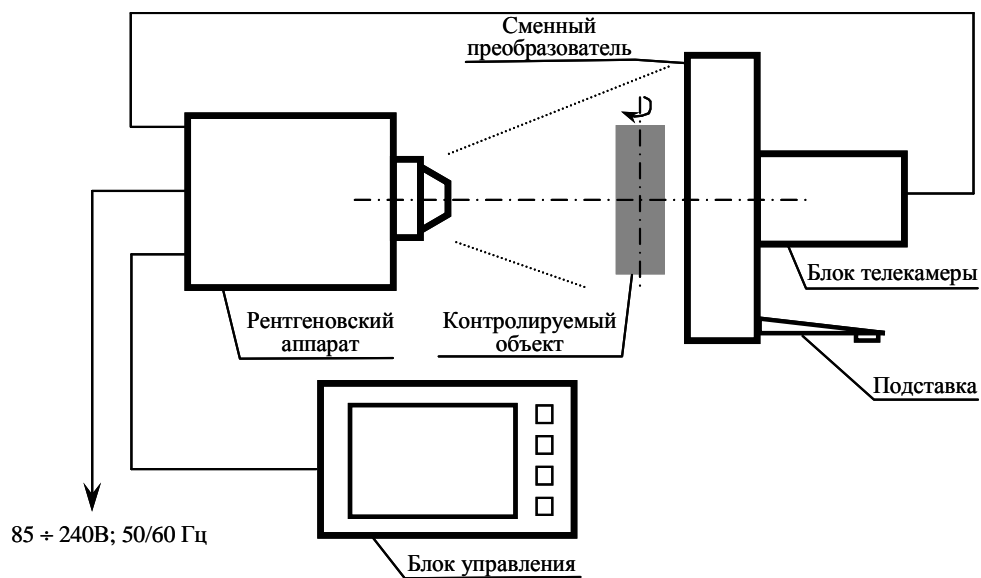 Сменный
преобразователь
Блок телекамеры
Рентгеновский
аппарат
Контролируемый
объект
Подставка
85 ÷ 240В; 50/60 Гц
Блок управления